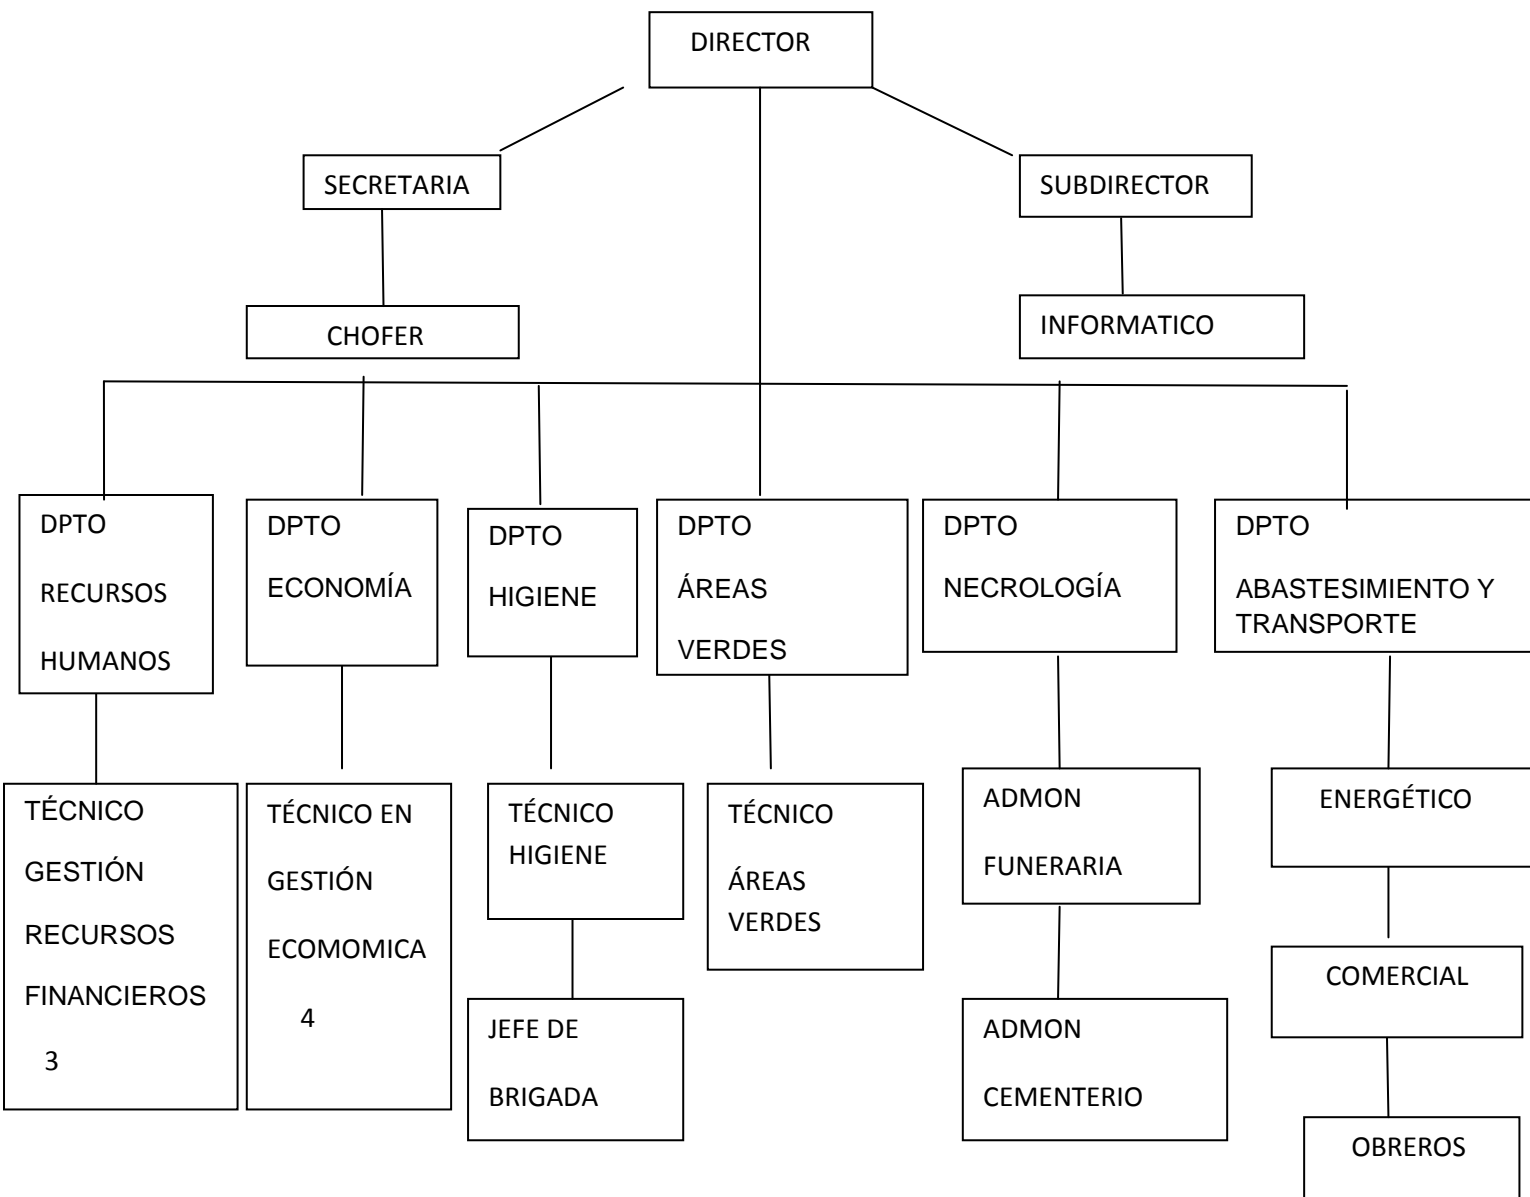 DIRECTOR
SECRETARIA
SUBDIRECTOR
CHOFER
INFORMATICO
DPTO
RECURSOS
HUMANOS
DPTO
ECONOMÍA
DPTO
HIGIENE
DPTO
ÁREAS
VERDES
DPTO
NECROLOGÍA
DPTO
ABASTESIMIENTO Y
TRANSPORTE
TÉCNICO
GESTIÓN
RECURSOS
FINANCIEROS
3
TÉCNICO EN
GESTIÓN
ECOMOMICA
4
TÉCNICO
HIGIENE
TÉCNICO
ÁREAS
VERDES
ADMON
FUNERARIA
ENERGÉTICO
JEFE DE
BRIGADA
ADMON
CEMENTERIO
COMERCIAL
OBREROS